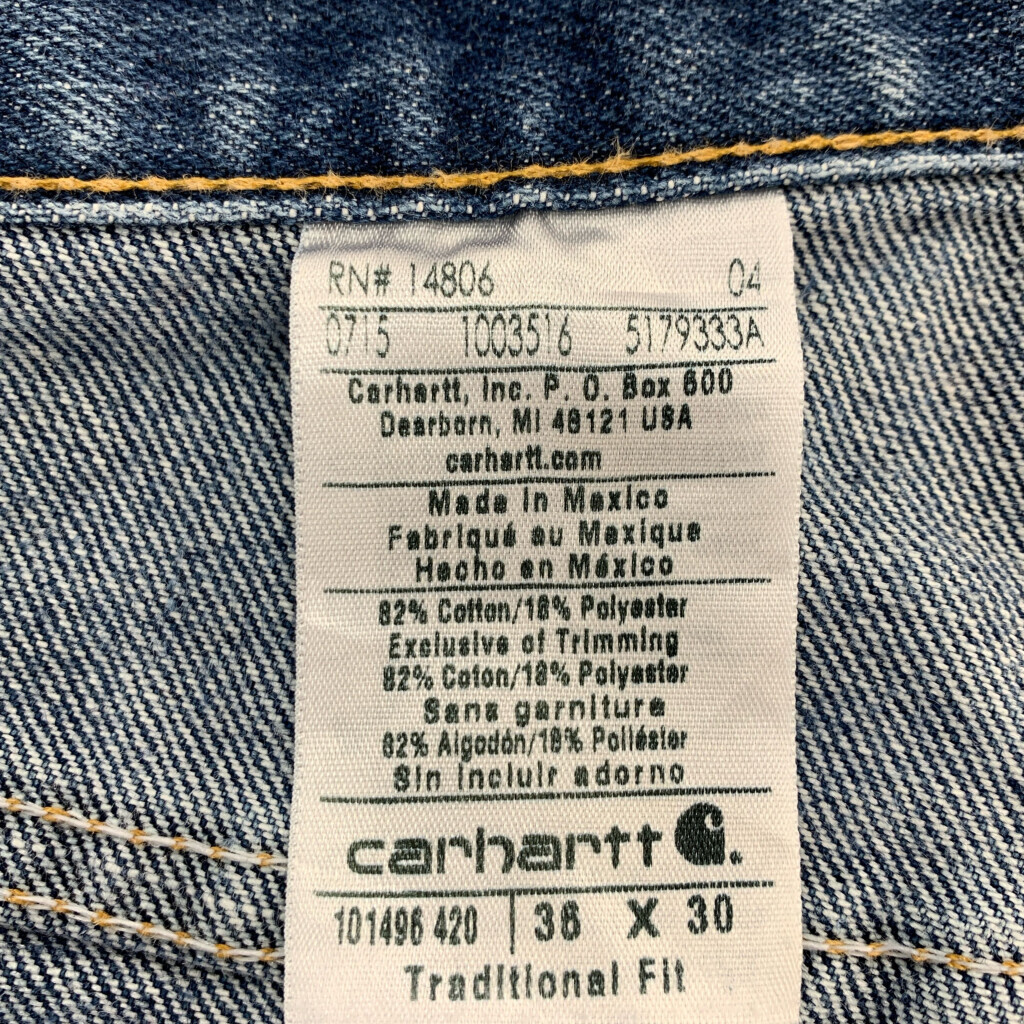 RN# 14806 04
0715 1003516 5179333A
Carhartt, Inc. P. O. Box 600
Dearborn, MI 48121 USA
carhartt.com
Made in Mexico
Fabriqué au Mexique
Hecho en México
82% Cotton/18% Polyester
Exclusive of Trimming
82% Coton/18% Polyester
Sans garniture
82% Algodón/18% Poliéster
Sin incluir adorno
carhartt
101496 420 36 X 30
Traditional Fit